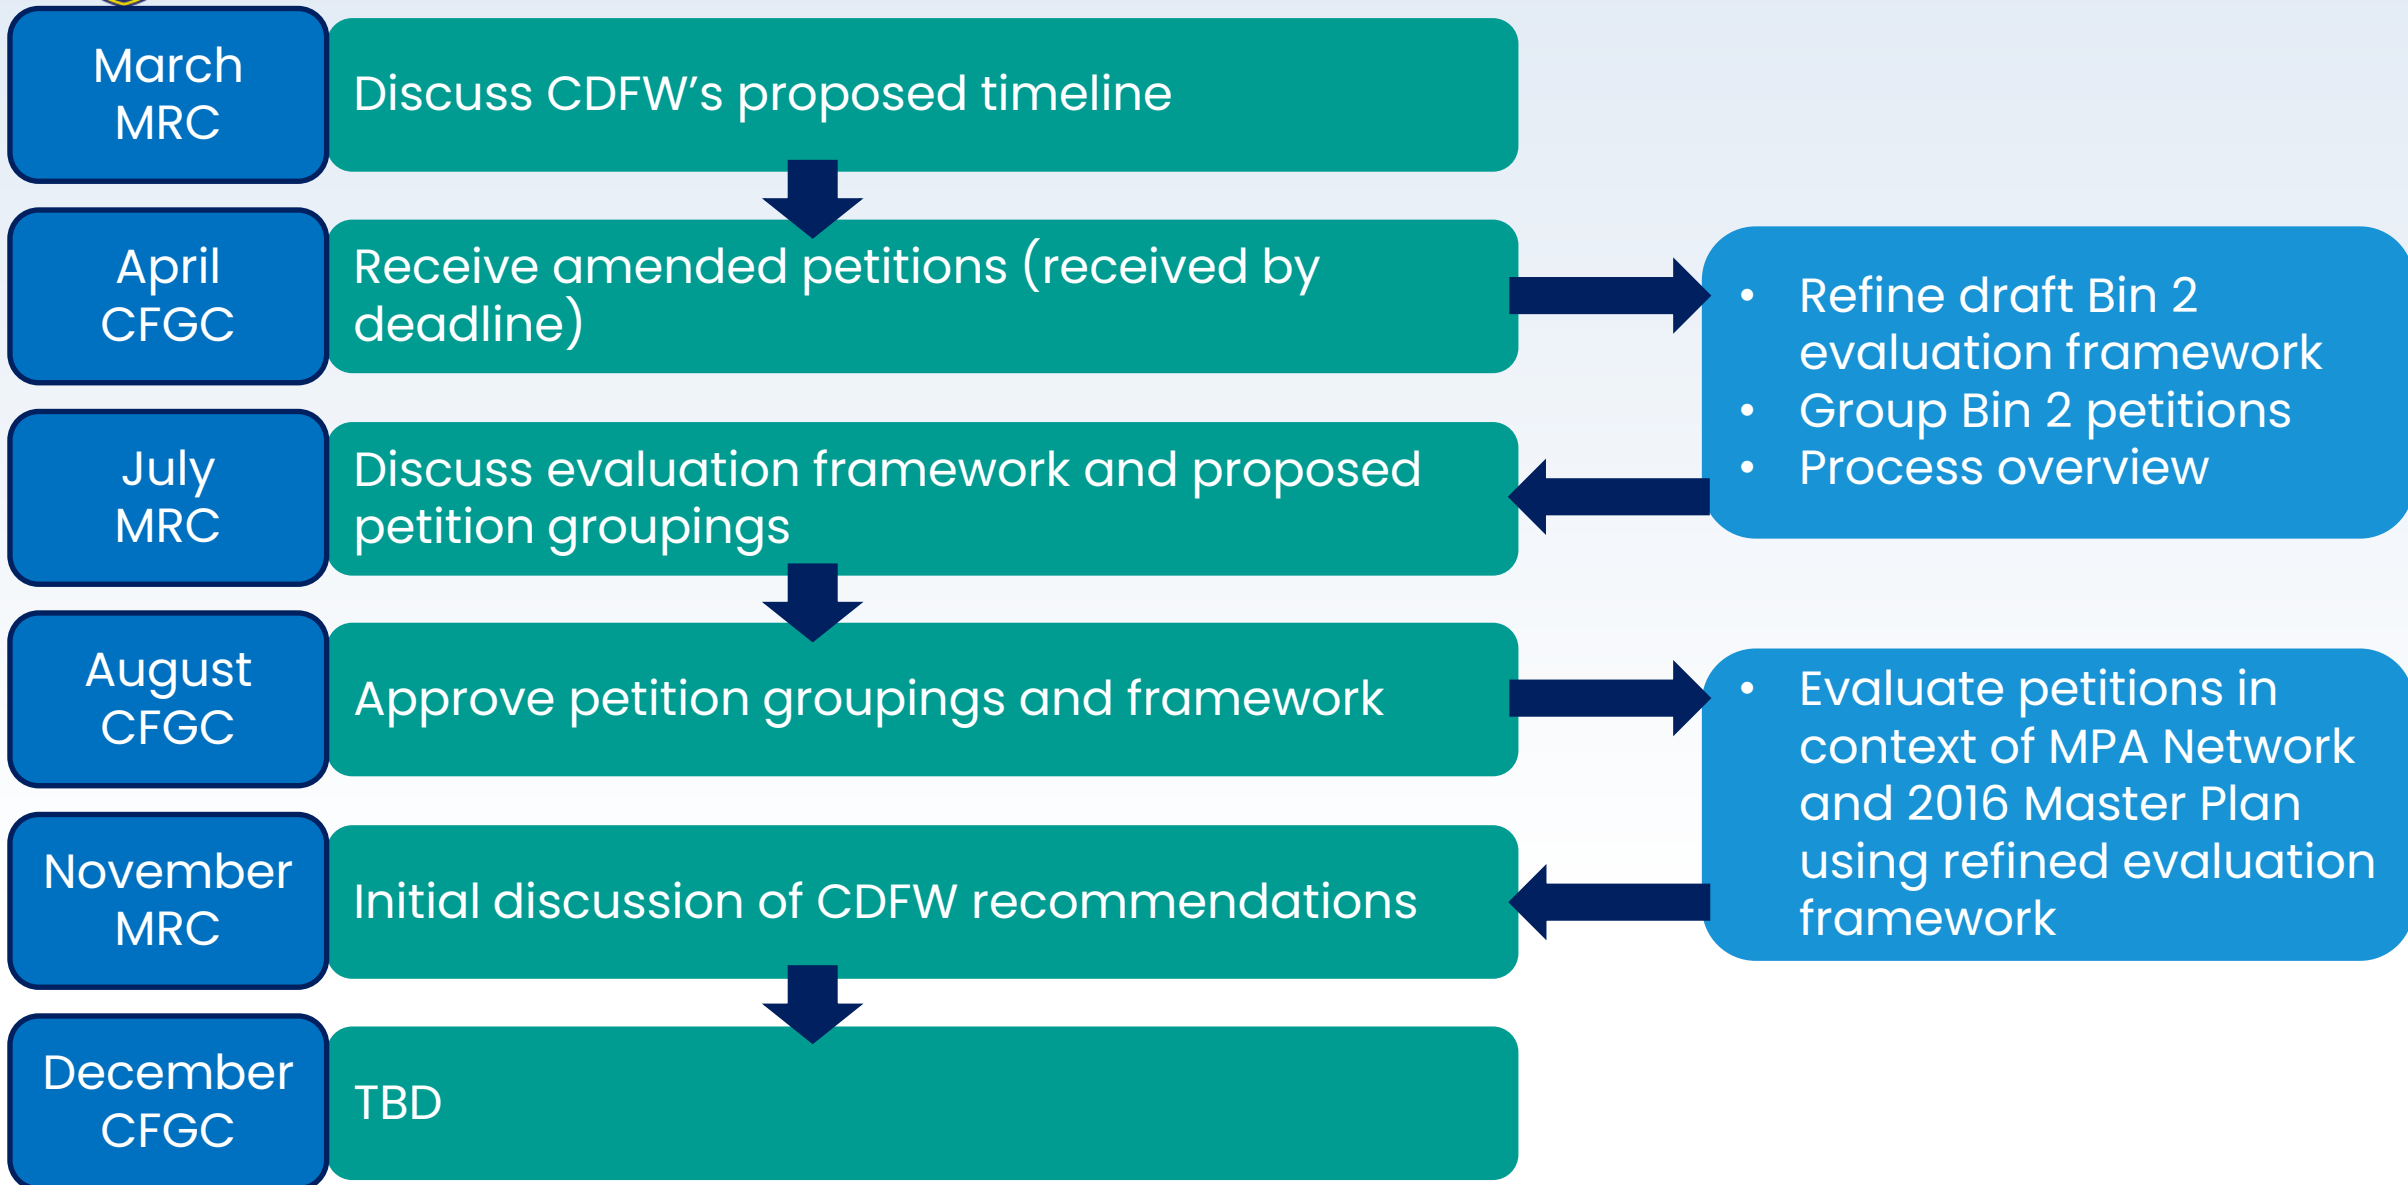 March
MRC
Discuss CDFW’s proposed timeline
April
CFGC
Receive amended petitions (received by
deadline)
• Refine draft Bin 2
evaluation framework
• Group Bin 2 petitions
• Process overview
July
MRC
Discuss evaluation framework and proposed
petition groupings
August
CFGC
Approve petition groupings and framework
• Evaluate petitions in
context of MPA Network
and 2016 Master Plan
using refined evaluation
framework
November
MRC
Initial discussion of CDFW recommendations
December
CFGC
TBD